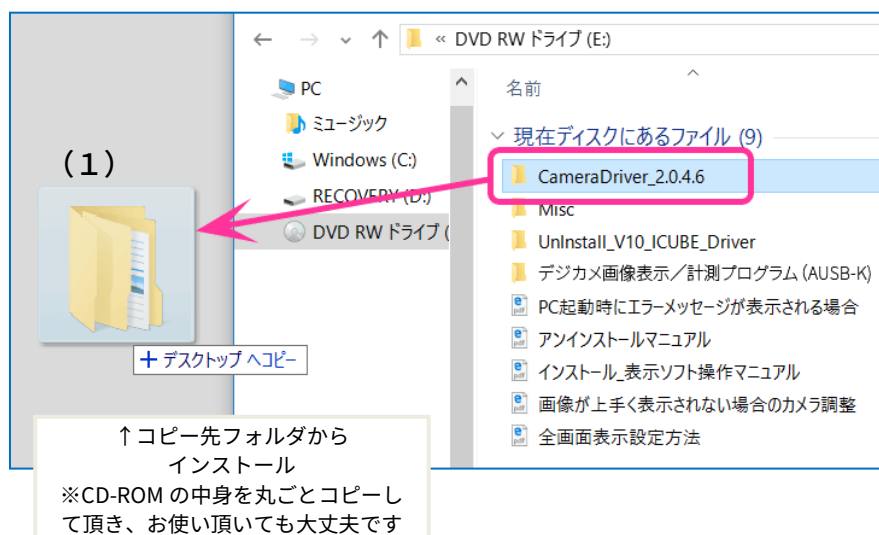 « DVD RW ドライブ (E:)
PC
ミュージック
Windows (C:)
RECOVERY (D:)
DVD RW ドライブ (
名前
現在ディスクにあるファイル (9)
CameraDriver_2.0.4.6
Misc
UnInstall_V10_ICUBE_Driver
デジカメ画像表示／計測プログラム（AUSB-K）
PC起動時にエラーメッセージが表示される場合
アンインストールマニュアル
インストール_表示ソフト操作マニュアル
画像が上手く表示されない場合のカメラ調整
全画面表示設定方法
（１）
+ デスクトップ へコピー
↑コピー先フォルダから
インストール
※CD-ROM の中身を丸ごとコピーし
て頂き、お使い頂いても大丈夫です